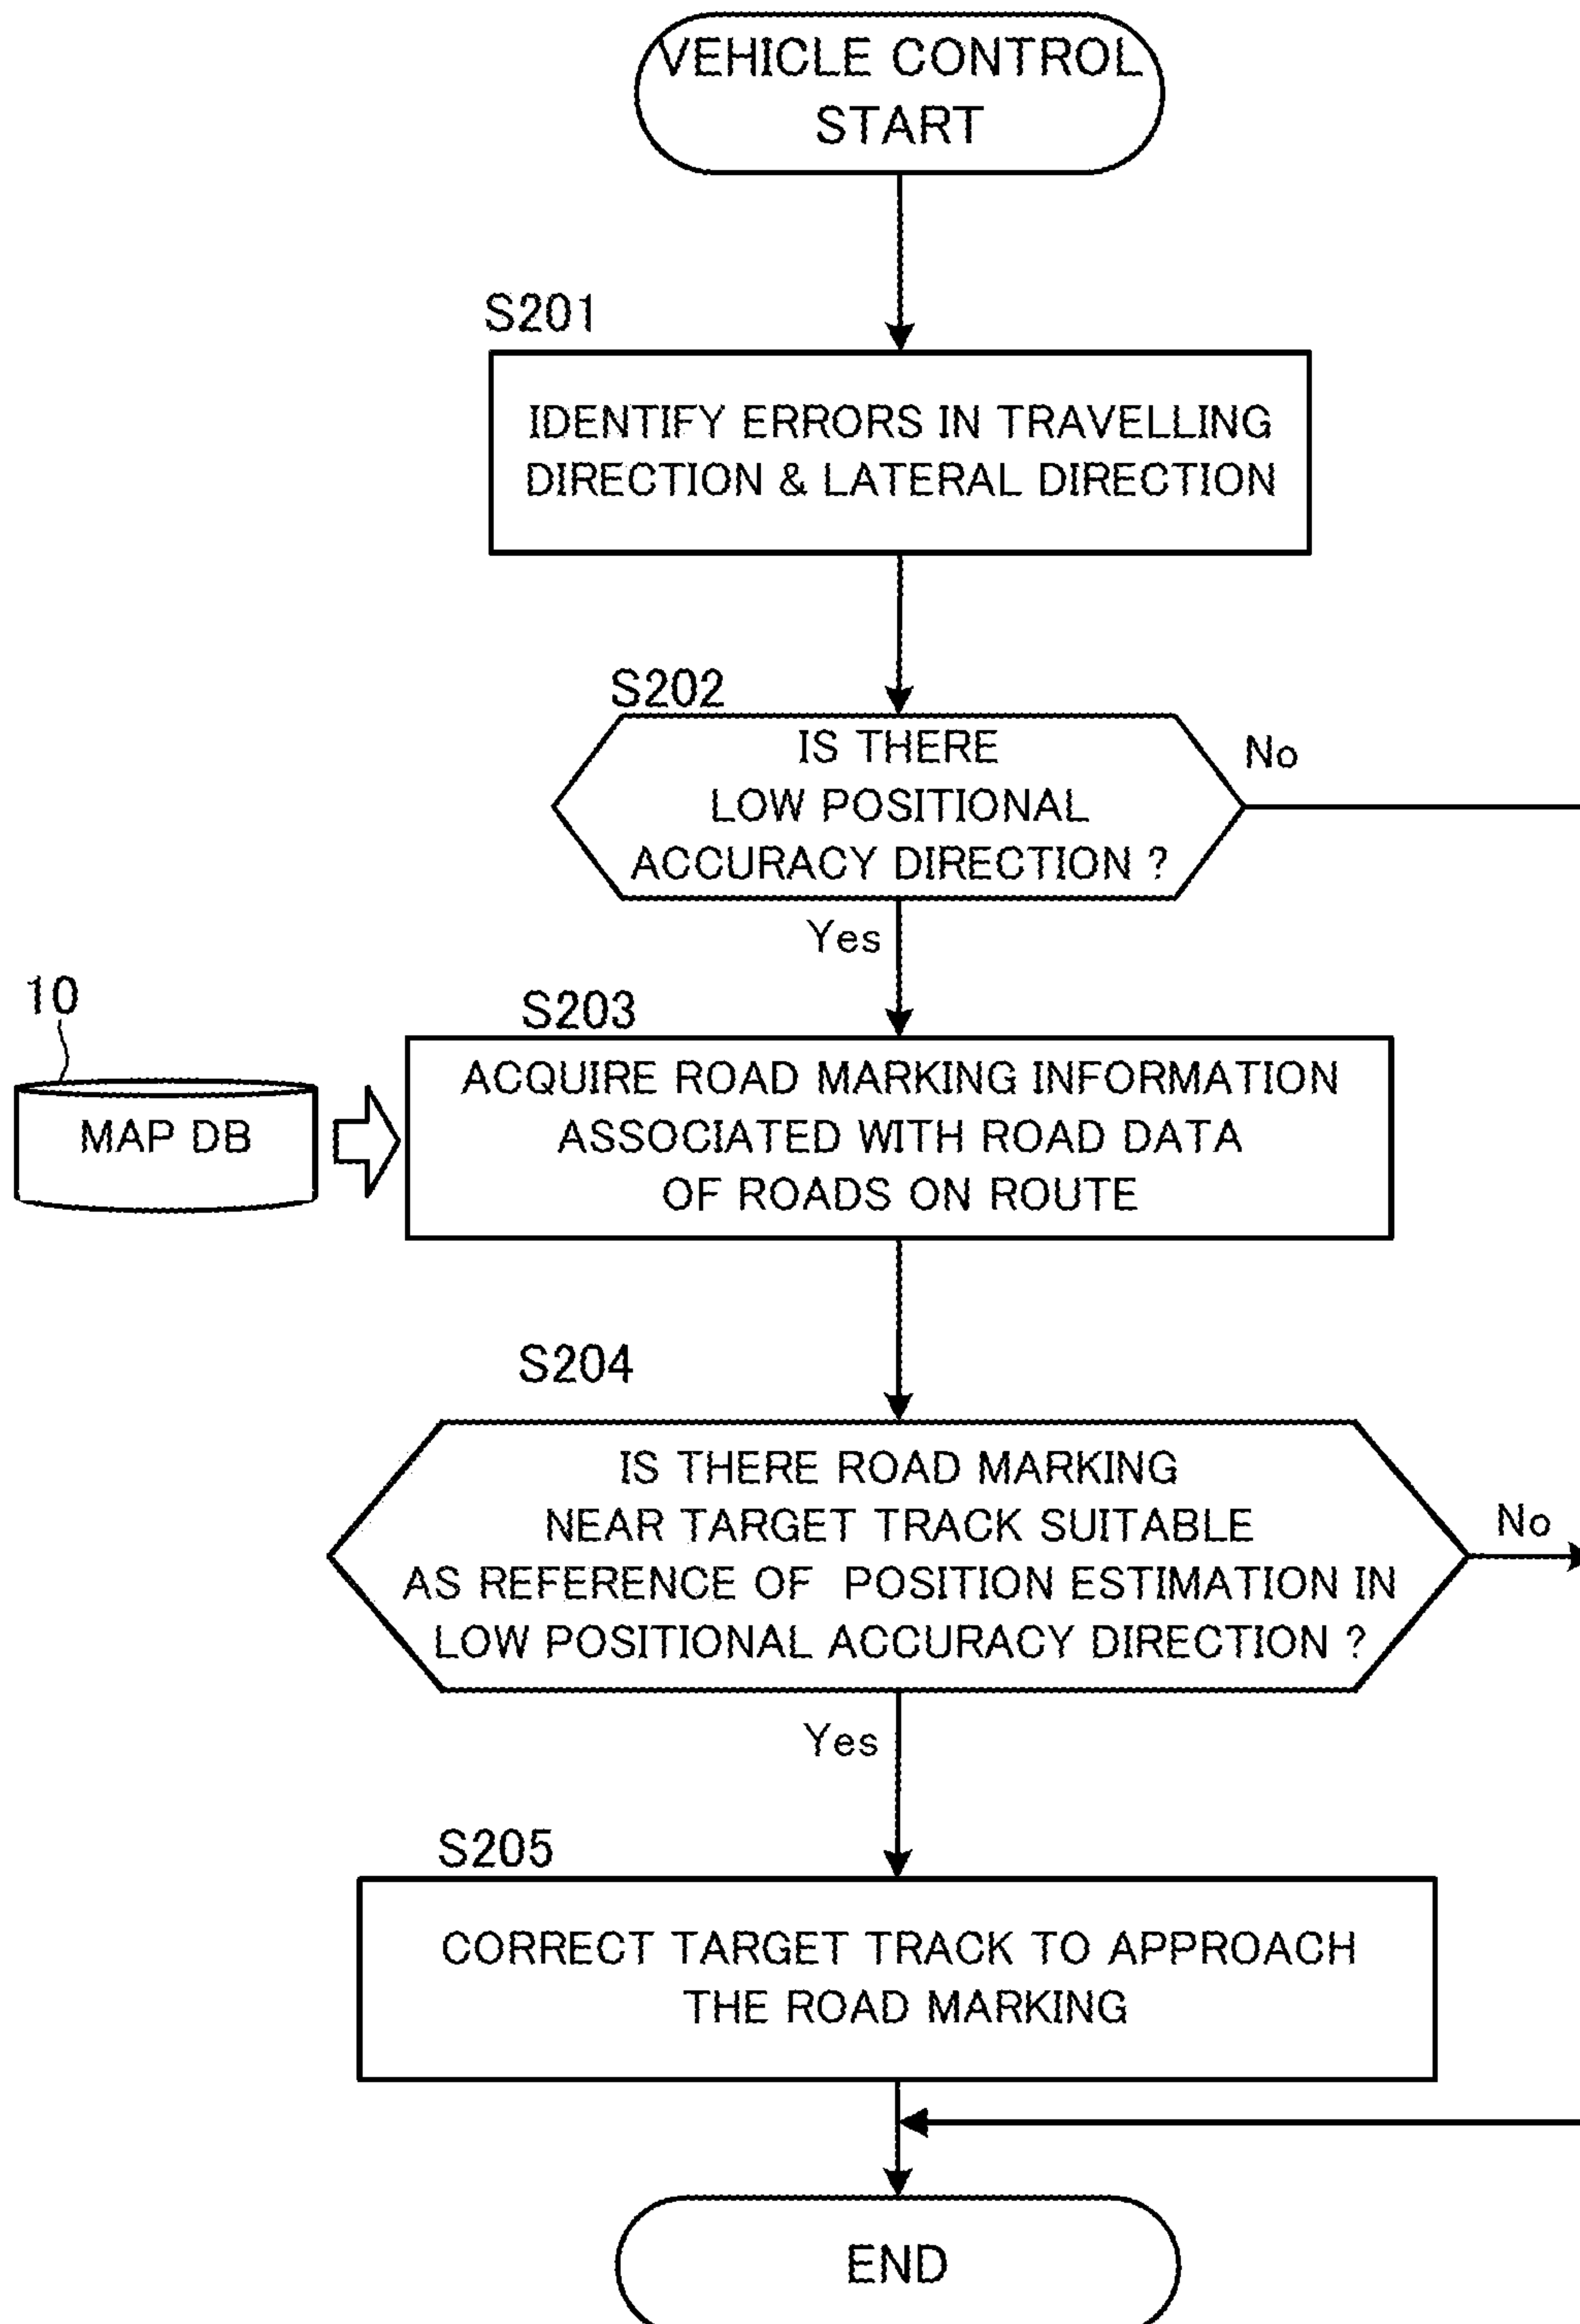 VEHICLE CONTROL
START
S201
IDENTIFY ERRORS IN TRAVELLING
DIRECTION & LATERAL DIRECTION
S202
IS THERE
LOW POSITIONAL
ACCURACY DIRECTION ?
No
Yes
10
MAP DB
S203
ACQUIRE ROAD MARKING INFORMATION
ASSOCIATED WITH ROAD DATA
OF ROADS ON ROUTE
S204
IS THERE ROAD MARKING
NEAR TARGET TRACK SUITABLE
AS REFERENCE OF POSITION ESTIMATION IN
LOW POSITIONAL ACCURACY DIRECTION ?
No
Yes
S205
CORRECT TARGET TRACK TO APPROACH
THE ROAD MARKING
END